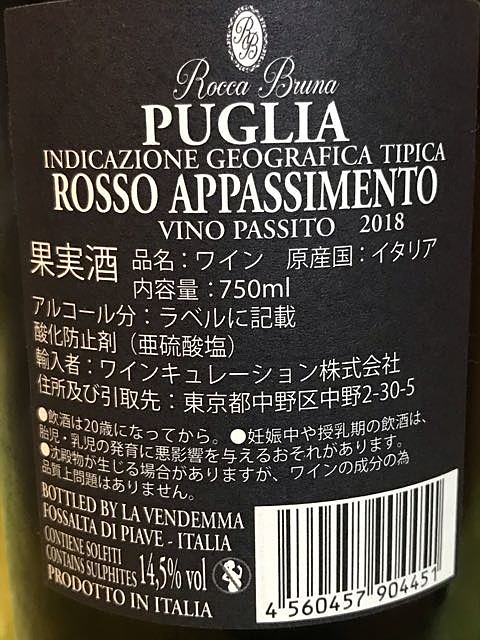 RB
Rocca Bruna
PUGLIA
INDICAZIONE GEOGRAFICA TIPICA
ROSSO APPASSIMENTO
VINO PASSITO 2018
果実酒 品名：ワイン 原産国：イタリア
内容量：750ml
アルコール分：ラベルに記載
酸化防止剤（亜硫酸塩）
輸入者：ワインキュレーション株式会社
住所及び引取先：東京都中野区中野2-30-5
●飲酒は20歳になってから。●妊娠中や授乳期の飲酒は、
胎児・乳児の発育に悪影響を与えるおそれがあります。
●沈殿物が生じる場合がありますが、ワインの成分の為
品質上問題はありません。
BOTTLED BY LA VENDEMMA
FOSSALTA DI PIAVE - ITALIA
CONTIENE SOLFITI
CONTAINS SULPHITES 14,5% vol
PRODOTTO IN ITALIA
4 560457 904451